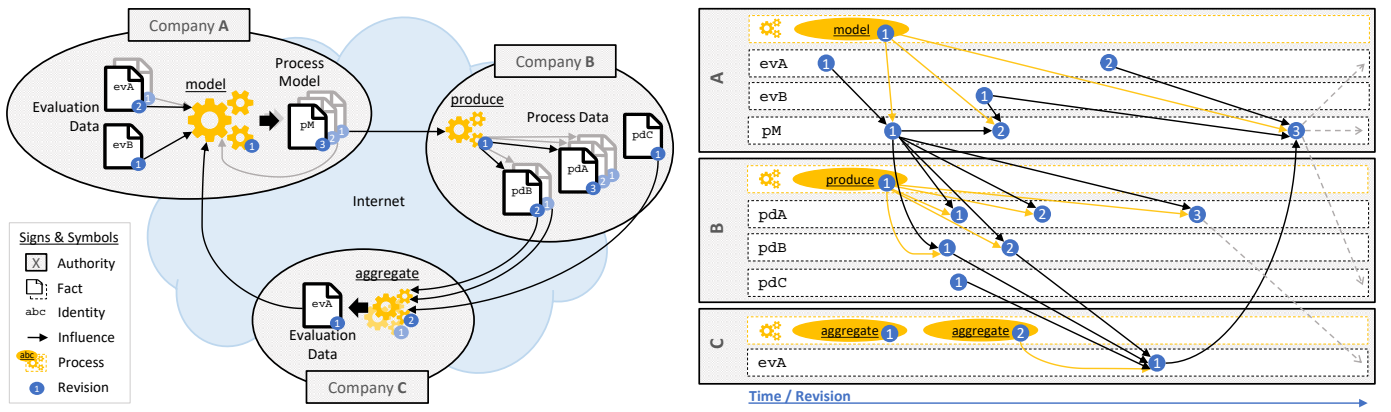 Company A
evA
1
2
evB
1
Evaluation
Data
model
1
Process
Model
pM
3
2
1
Company B
produce
1
Process Data
pdA
3
2
1
pdB
2
1
pdC
1
Internet
Company C
aggregate
2
1
evA
1
Evaluation
Data
Signs & Symbols
X Authority
Fact
abc Identity
Influence
abc Process
1 Revision
A
model 1
evA 1 2
evB 1
pM 1 2 3
B
produce 1
pdA 1 2 3
pdB 1 2
pdC 1
C
aggregate 1 aggregate 2
evA 1
Time / Revision